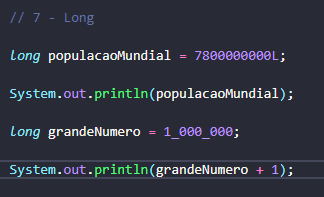 // 7 - Long
long populacaoMundial = 7800000000L;
System.out.println(populacaoMundial);
long grandeNumero = 1_000_000;
System.out.println(grandeNumero + 1);